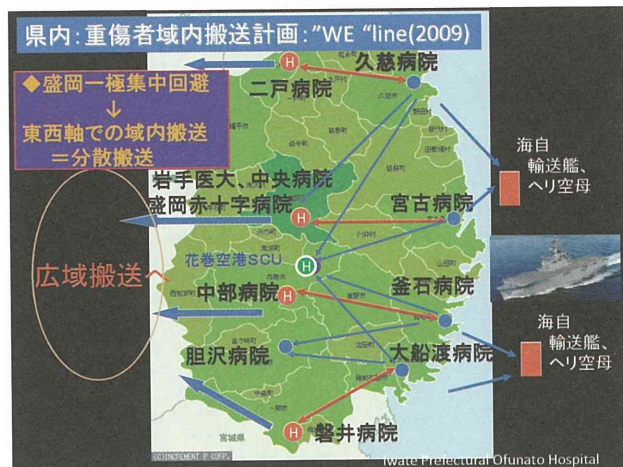 県内:重傷者域内搬送計画:”WE “line(2009)
◆盛岡一極集中回避
↓
東西軸での域内搬送
＝分散搬送
久慈病院
H
二戸病院
岩手医大、中央病院
盛岡赤十字病院
H
宮古病院
海自
輸送艦、
ヘリ空母
花巻空港SCU
H
広域搬送へ
中部病院
H
釜石病院
胆沢病院
大船渡病院
海自
輸送艦、
ヘリ空母
H
磐井病院
宮城県
(C)INCREMENT P CORP.
Iwate Prefectural Ofunato Hospital